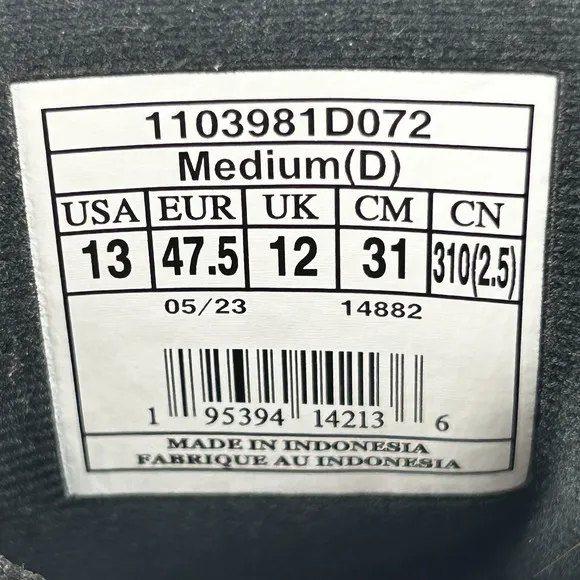 1103981D072
Medium(D)
USA EUR UK CM CN
13 47.5 12 31 310(2.5)
05/23 14882
1 95394 14213 6
MADE IN INDONESIA
FABRIQUE AU INDONESIA